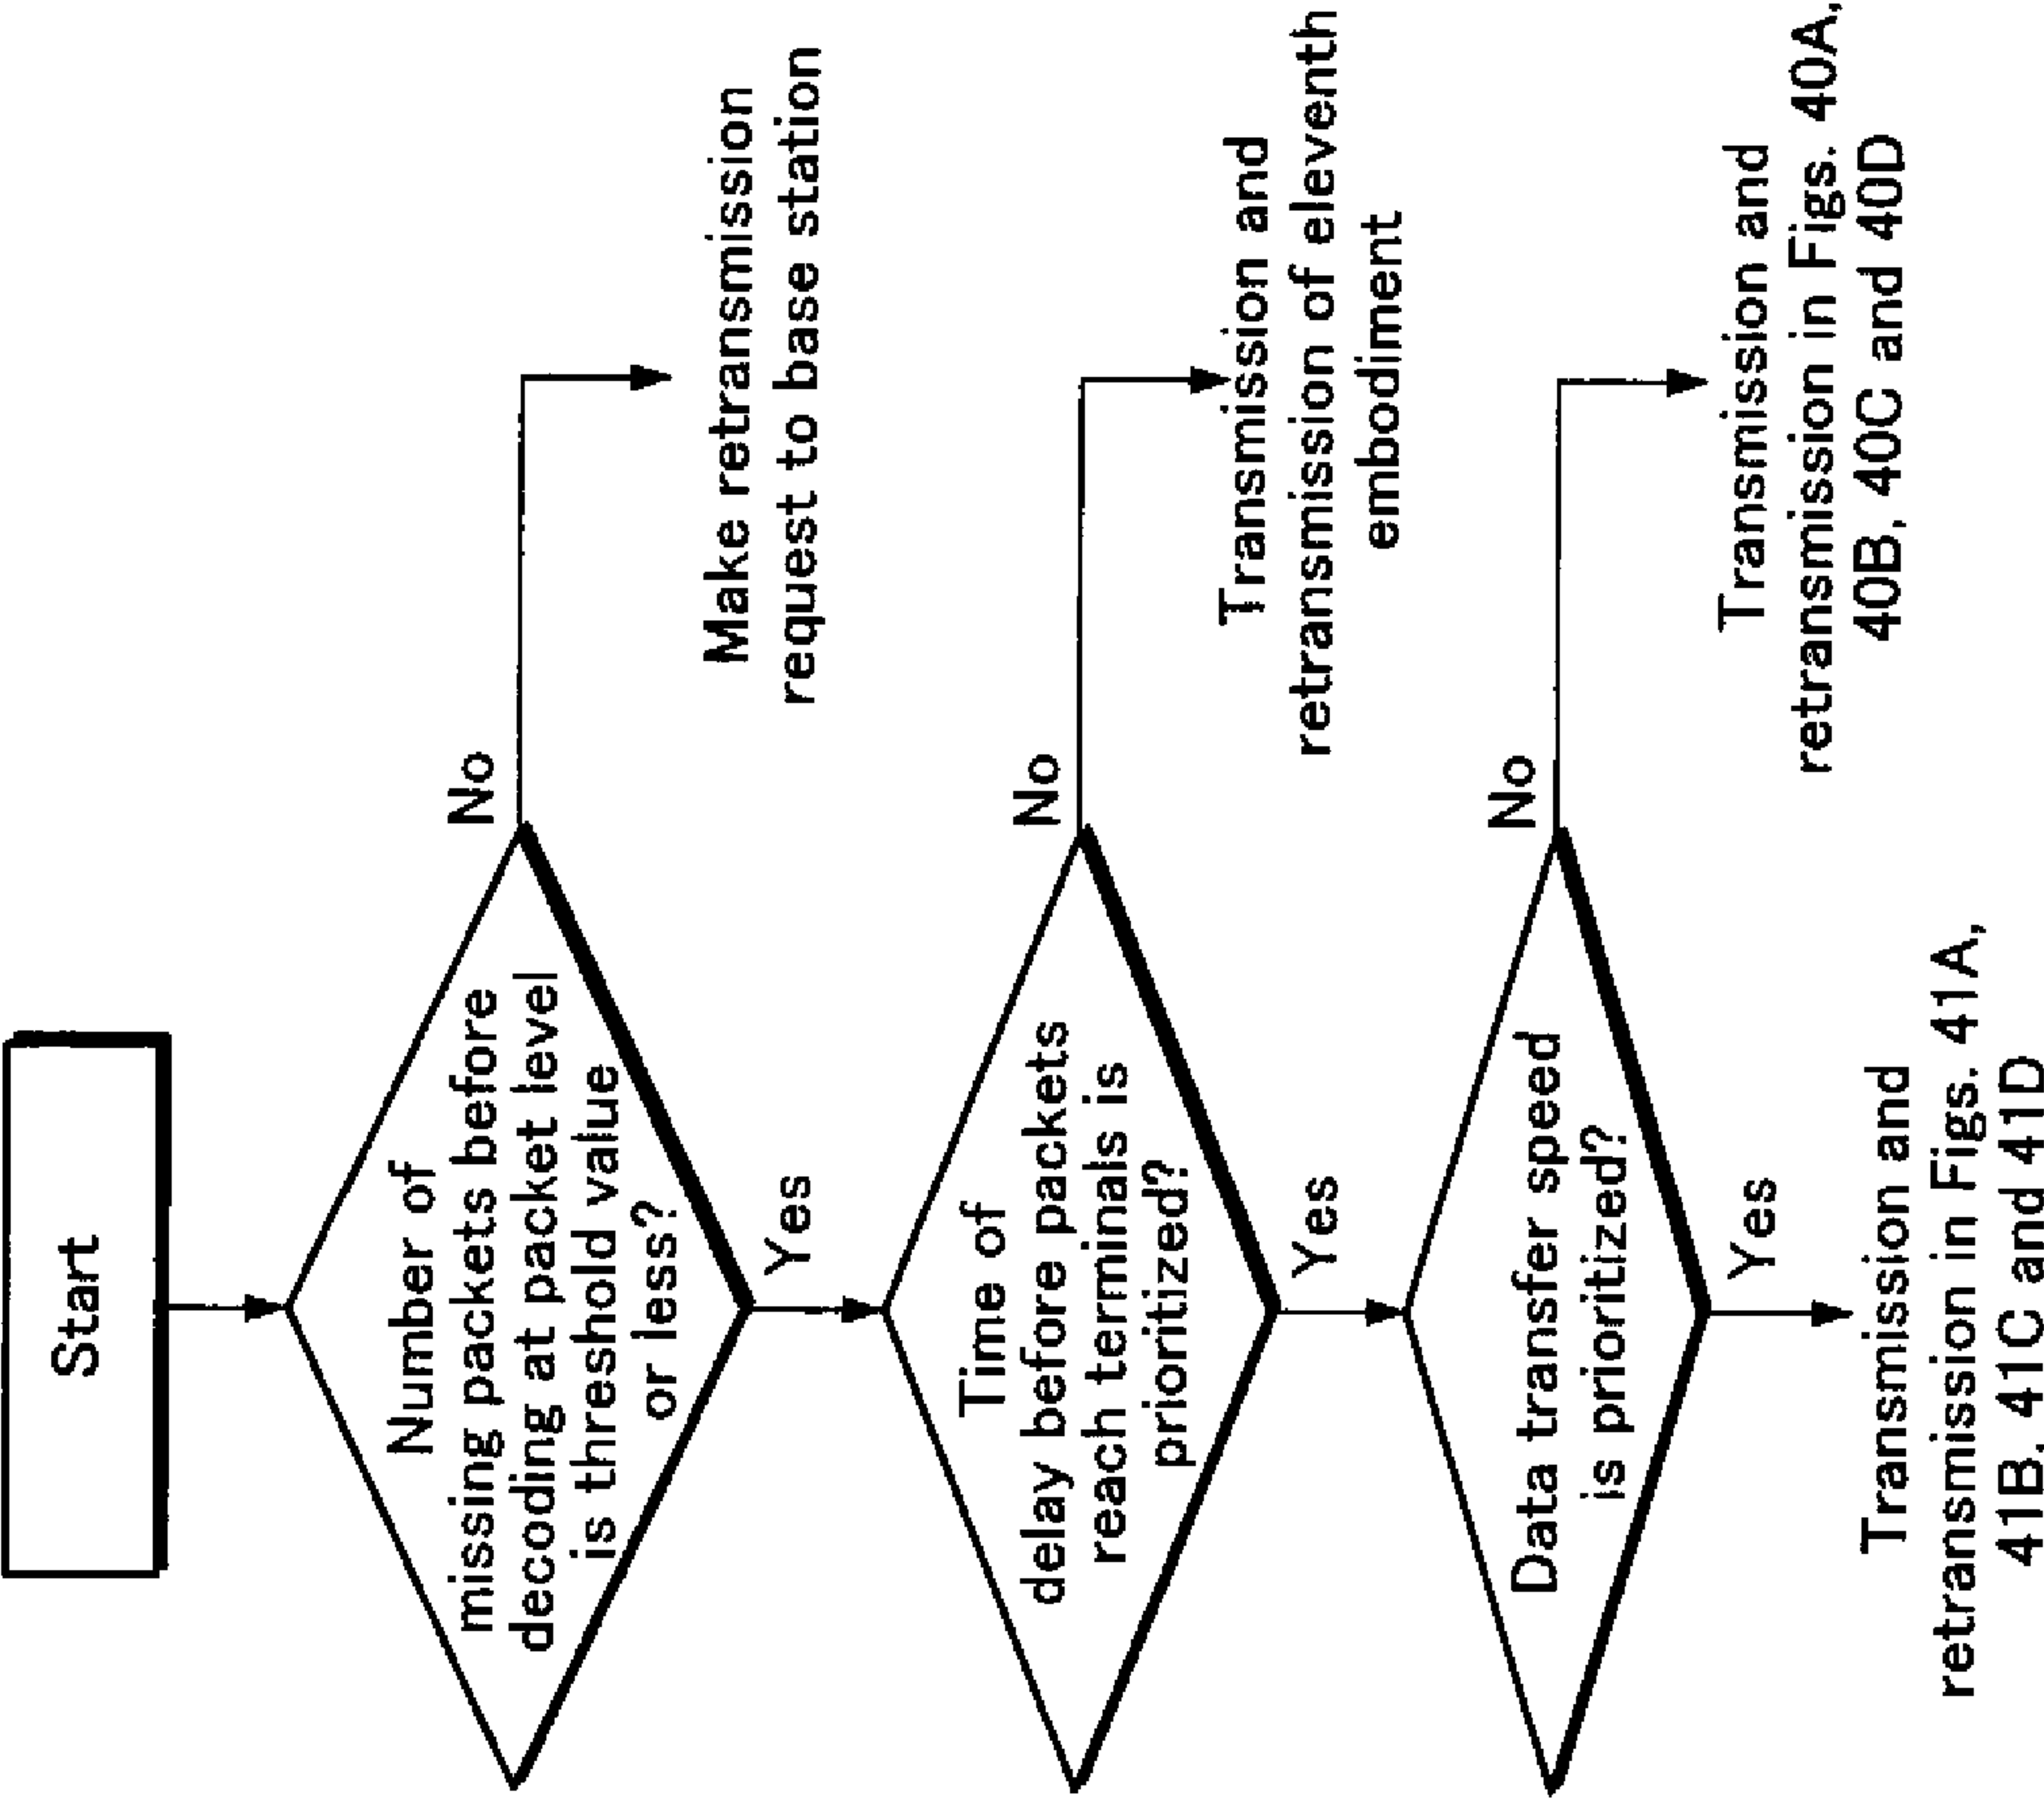 Start
Number of
missing packets before
decoding at packet level
is threshold value
or less?
No
Make retransmission
request to base station
Yes
Time of
delay before packets
reach terminals is
prioritized?
No
Transmission and
retransmission of eleventh
embodiment
Yes
Data transfer speed
is prioritized?
No
Transmission and
retransmission in Figs. 40A,
40B, 40C and 40D
Yes
Transmission and
retransmission in Figs. 41A,
41B, 41C and 41D